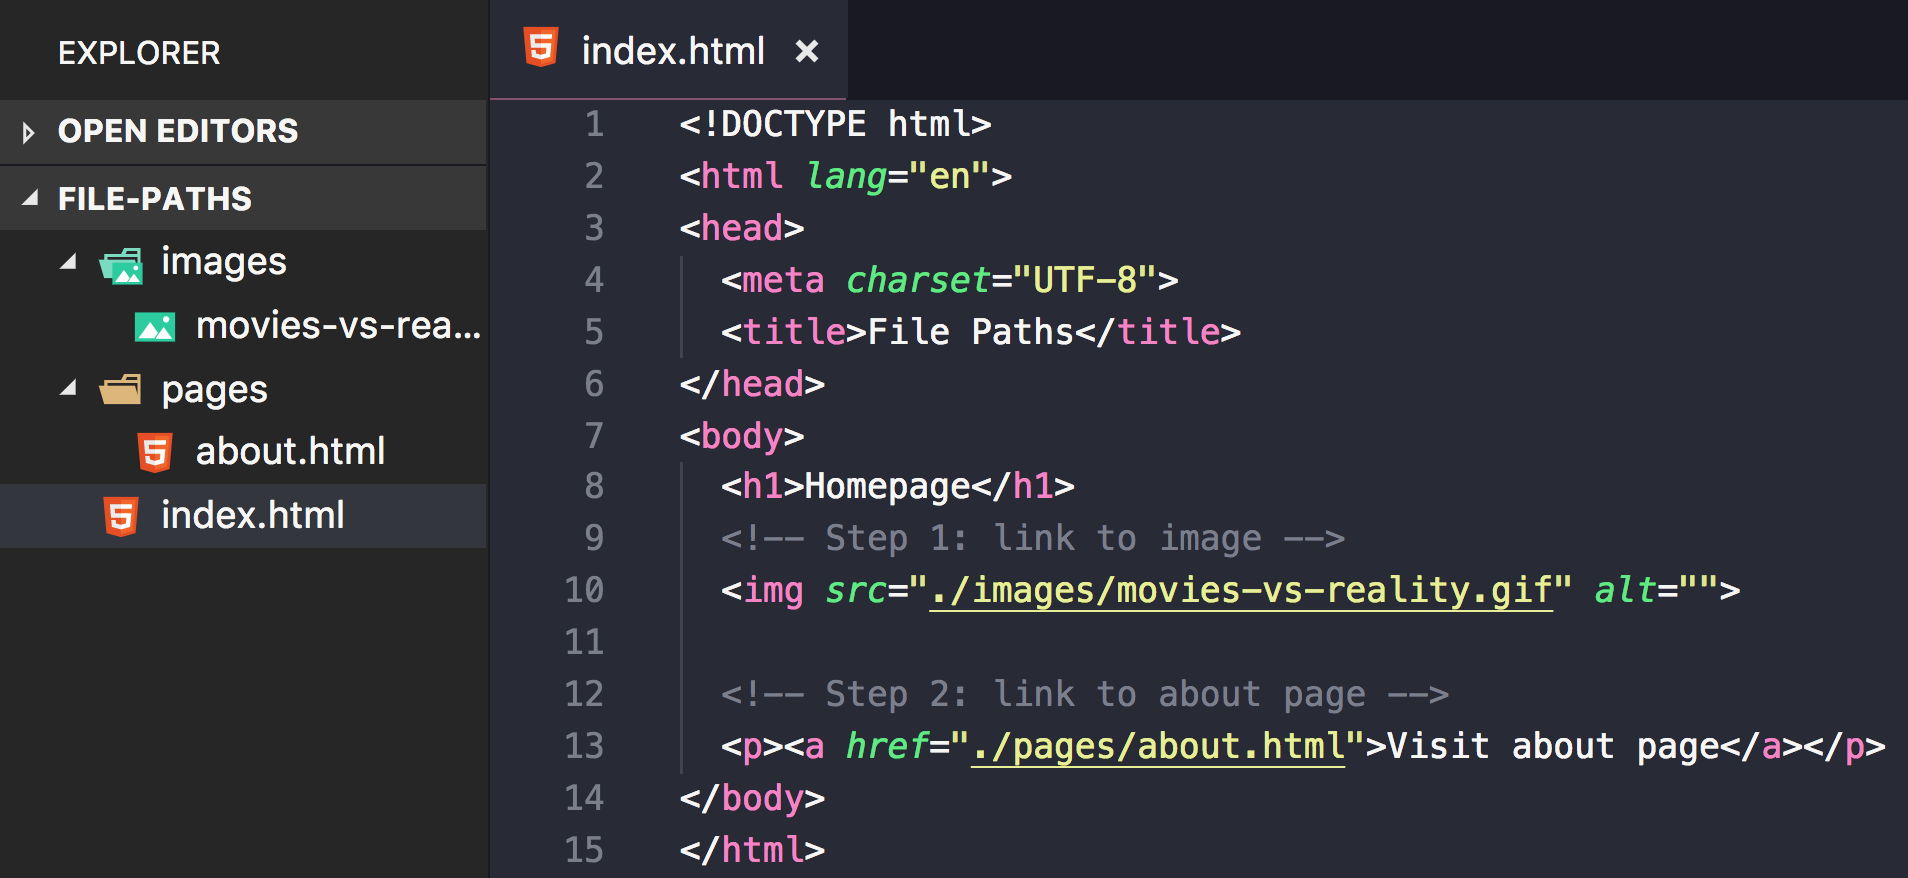 EXPLORER
OPEN EDITORS
FILE-PATHS
images
movies-vs-rea...
pages
about.html
index.html
index.html ×
1 <!DOCTYPE html>
2 <html lang="en">
3 <head>
4   <meta charset="UTF-8">
5   <title>File Paths</title>
6 </head>
7 <body>
8   <h1>Homepage</h1>
9   <!-- Step 1: link to image -->
10   <img src="./images/movies-vs-reality.gif" alt="">
11
12   <!-- Step 2: link to about page -->
13   <p><a href="./pages/about.html">Visit about page</a></p>
14 </body>
15 </html>